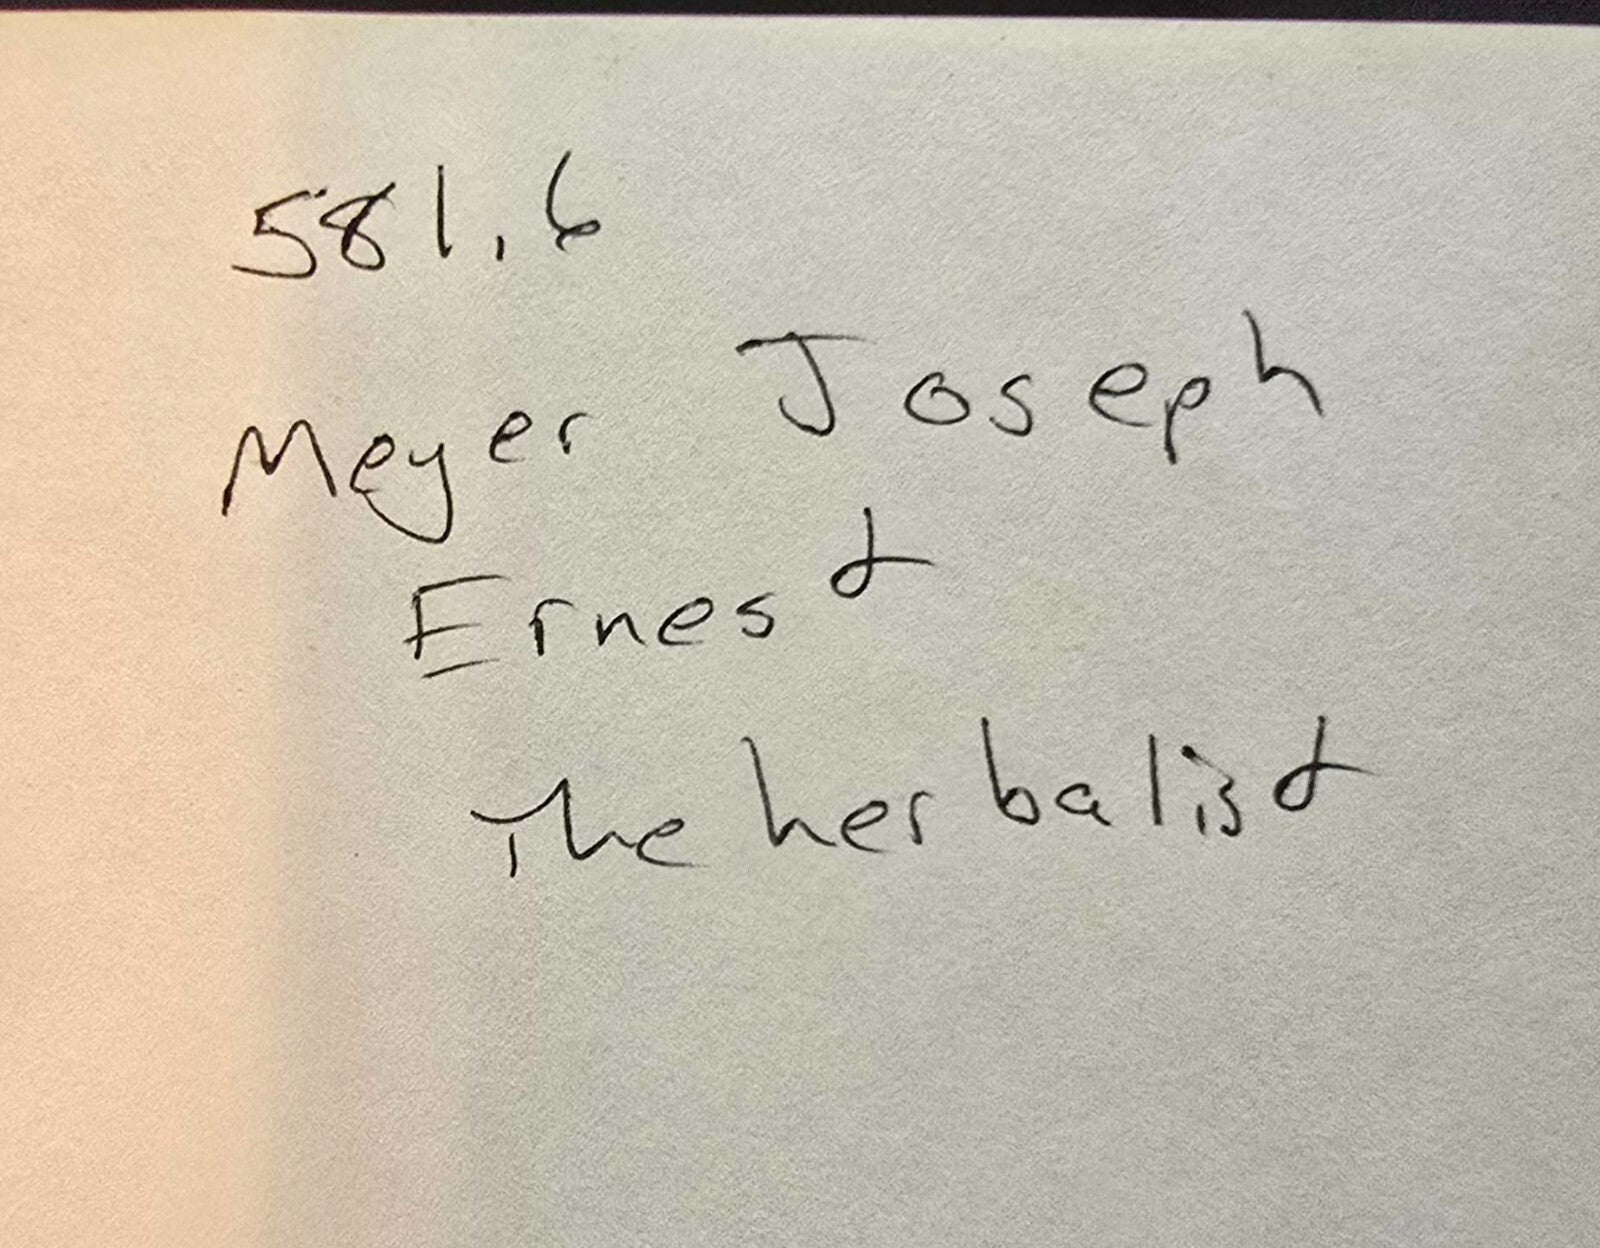 581.6
Meyer Joseph
Ernest
The herbalist